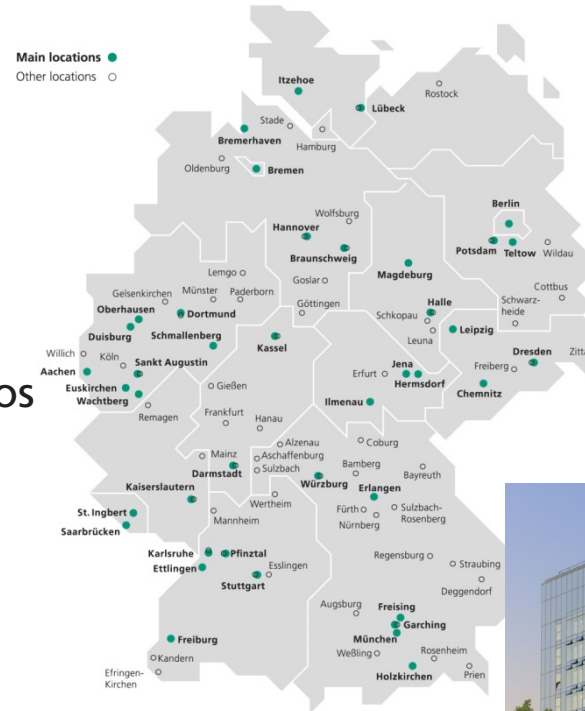 Main locations
Other locations
Itzehoe
Rostock
Lübeck
Stade
Bremerhaven
Hamburg
Oldenburg
Bremen
Berlin
Wolfsburg
Hannover
Potsdam
Teltow
Wildau
Braunschweig
Magdeburg
Lemgo
Goslar
Cottbus
Gelsenkirchen
Münster
Paderborn
Göttingen
Halle
Schwarz-
heide
Oberhausen
Dortmund
Schkopau
Duisburg
Schmallenberg
Kassel
Leuna
Leipzig
Willich
Köln
Sankt Augustin
Jena
Dresden
Zitt
Aachen
Erfurt
Freiberg
Euskirchen
Gießen
Hermsdorf
Chemnitz
os
Wachtberg
Ilmenau
Remagen
Frankfurt
Hanau
Coburg
Alzenau
Mainz
Aschaffenburg
Bamberg
Bayreuth
Darmstadt
Sulzbach
Würzburg
Erlangen
Kaiserslautern
Wertheim
Fürth
Sulzbach-
Rosenberg
St. Ingbert
Mannheim
Nürnberg
Saarbrücken
Karlsruhe
Pfinztal
Regensburg
Straubing
Ettlingen
Esslingen
Stuttgart
Deggendorf
Augsburg
Freising
Garching
Freiburg
München
Kandern
Weßling
Rosenheim
Efringen-
Kirchen
Holzkirchen
Prien